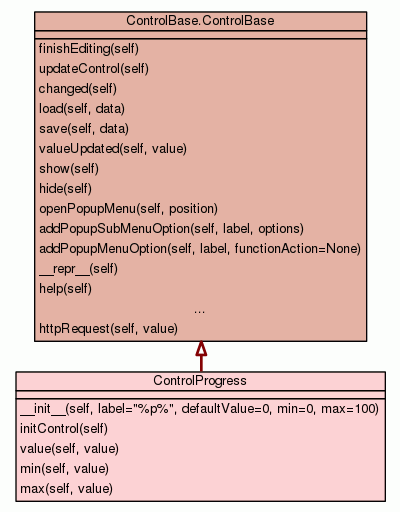 ControlBase.ControlBase
finishEditing(self)
updateControl(self)
changed(self)
load(self, data)
save(self, data)
valueUpdated(self, value)
show(self)
hide(self)
openPopupMenu(self, position)
addPopupSubMenuOption(self, label, options)
addPopupMenuOption(self, label, functionAction=None)
__repr__(self)
help(self)
...
httpRequest(self, value)
ControlProgress
__init__(self, label="%p%", defaultValue=0, min=0, max=100)
initControl(self)
value(self, value)
min(self, value)
max(self, value)